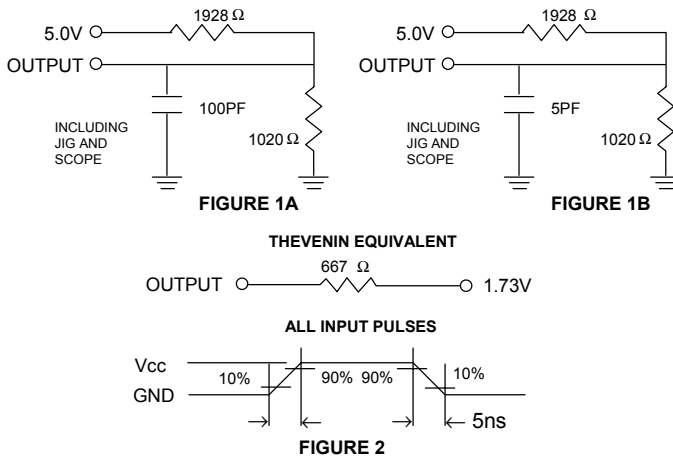 1928 Ω
5.0V
OUTPUT
100PF
INCLUDING
JIG AND
SCOPE
1020 Ω
FIGURE 1A
1928 Ω
5.0V
OUTPUT
5PF
INCLUDING
JIG AND
SCOPE
1020 Ω
FIGURE 1B
THEVENIN EQUIVALENT
667 Ω
OUTPUT 1.73V
ALL INPUT PULSES
Vcc
GND
10% 90% 90% 10%
5ns
FIGURE 2